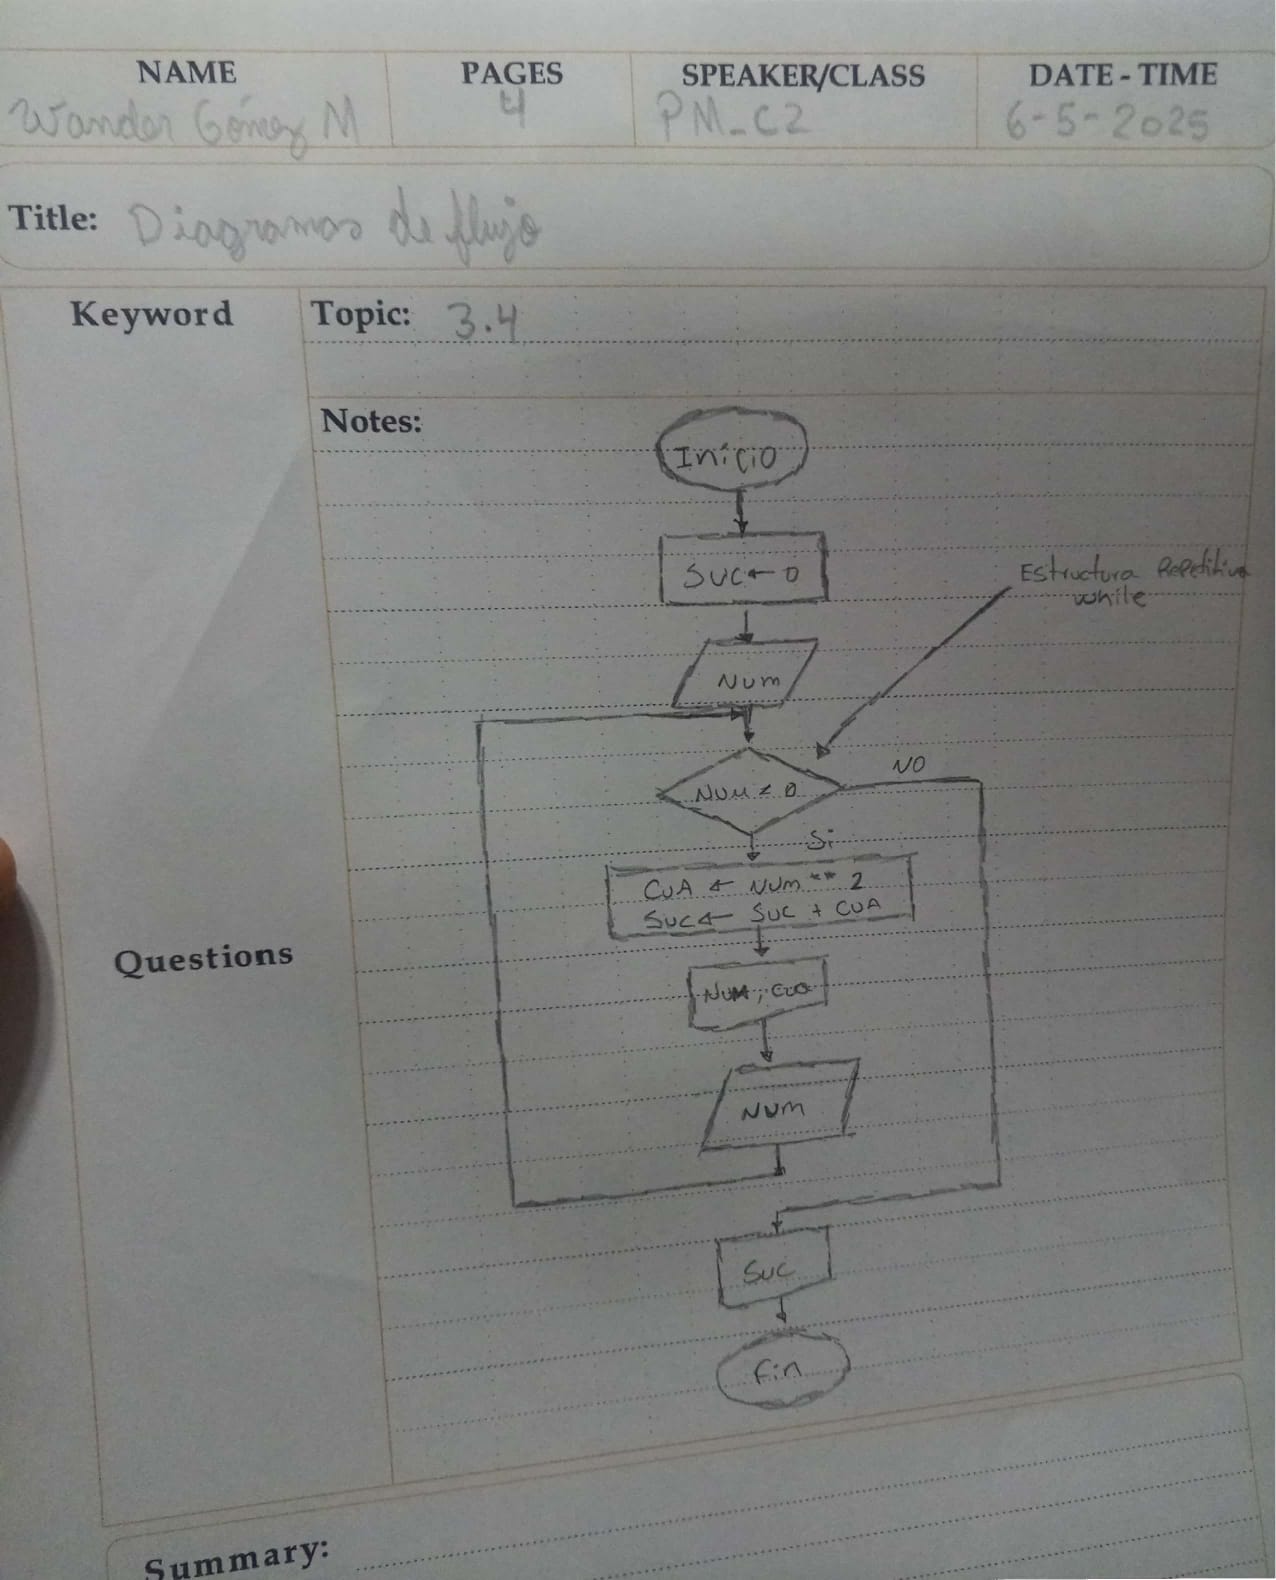 NAME PAGES SPEAKER/CLASS DATE - TIME
Wander Gómez M 4 PM_C2 6-5-2025
Title: Diagramas de flujo
Keyword
Topic: 3.4
Notes:
Inicio
SUC ← 0
Estructura Repetitiva
while
Num
NO
NUM < 0
Si
CUA ← NUM ** 2
SUC ← SUC + CUA
Questions
NUM, CUA
NUM
SUC
Fin
Summary: